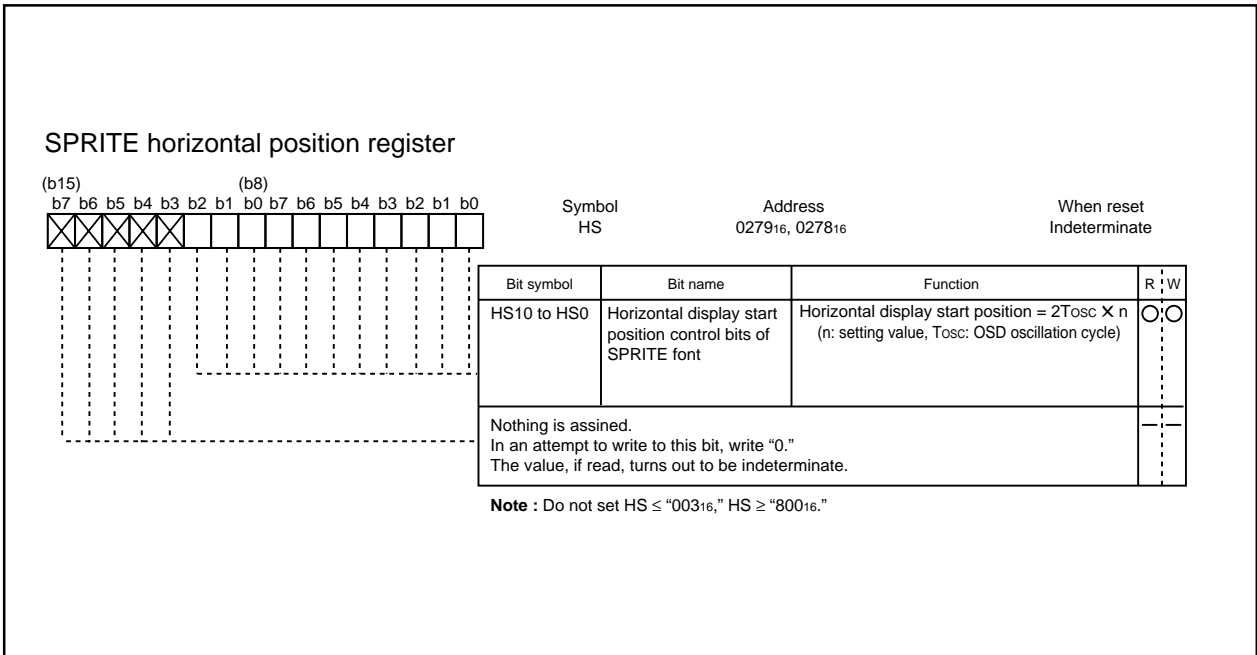 SPRITE horizontal position register
(b15) (b8)
b7 b6 b5 b4 b3 b2 b1 b0 b7 b6 b5 b4 b3 b2 b1 b0
Symbol Address When reset
HS 027916, 027816 Indeterminate
Bit symbol Bit name Function R W
HS10 to HS0 Horizontal display start position control bits of SPRITE font
Horizontal display start position = 2TOSC X n
(n: setting value, TOSC: OSD oscillation cycle)
Nothing is assined.
In an attempt to write to this bit, write “0.”
The value, if read, turns out to be indeterminate.
Note : Do not set HS ≤ “00316,” HS ≥ “80016.”